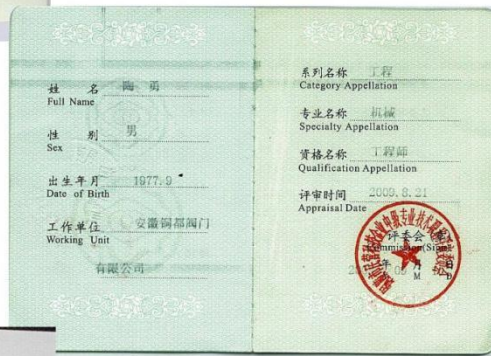 姓 名 陶 勇
Full Name
性 别 男
Sex
出生年月 1977.9
Date of Birth
工作单位 安徽铜都阀门
Working Unit
有限公司
系列名称 工程
Category Appellation
专业名称 机械
Specialty Appellation
资格名称 工程师
Qualification Appellation
评审时间 2009.8.21
Appraisal Date
评委会 章
Commission(Sign)
年 月 日
M D